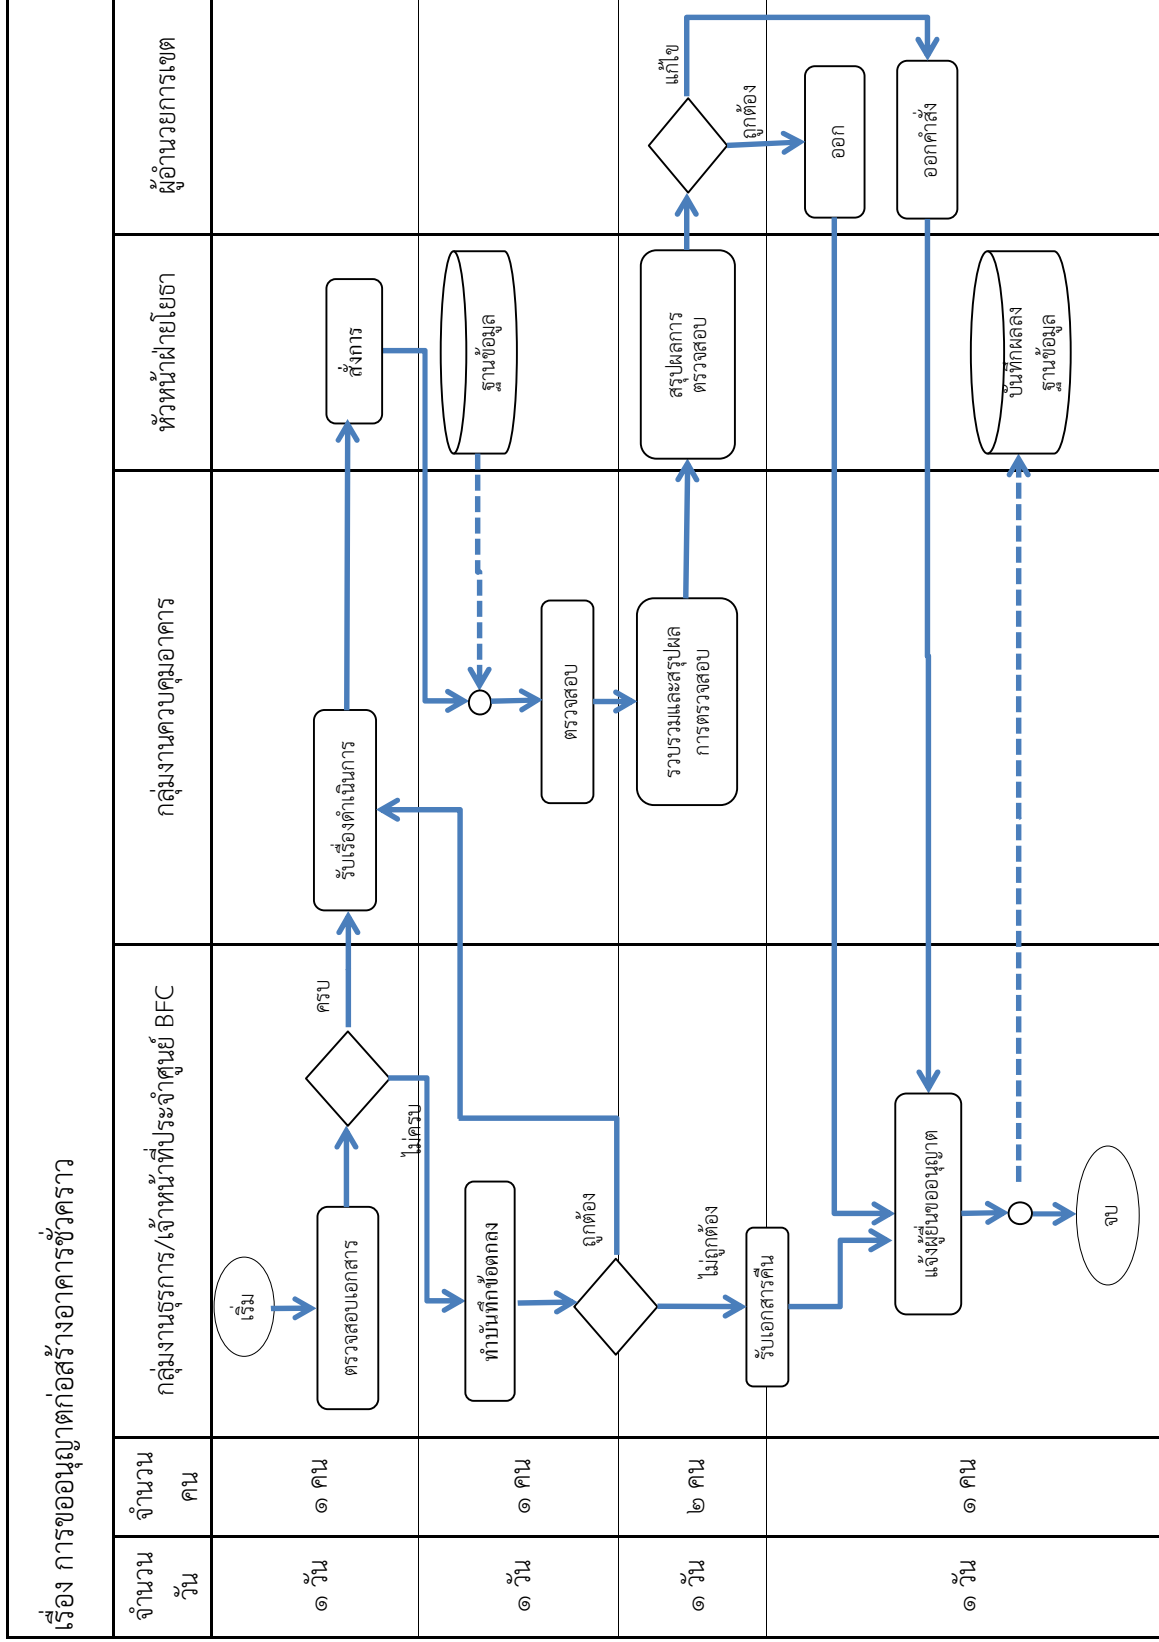 เรื่อง การขออนุญาตก่อสร้างอาคารชั่วคราว
จำนวน
วัน
จำนวน
คน
กลุ่มงานธุรการ/เจ้าหน้าที่ประจำศูนย์ BFC
กลุ่มงานควบคุมอาคาร
หัวหน้าฝ่ายโยธา
ผู้อำนวยการเขต
๑ วัน
๑ คน
เริ่ม
ตรวจสอบเอกสาร
ครบ
ไม่ครบ
รับเรื่องดำเนินการ
สั่งการ
๑ วัน
๑ คน
ทำบันทึกข้อตกลง
ถูกต้อง
ตรวจสอบ
ฐานข้อมูล
๑ วัน
๒ คน
ไม่ถูกต้อง
รับเอกสารคืน
รวบรวมและสรุปผล
การตรวจสอบ
สรุปผลการ
ตรวจสอบ
แก้ไข
ถูกต้อง
๑ วัน
๑ คน
แจ้งผู้ยื่นขออนุญาต
จบ
บันทึกผลลง
ฐานข้อมูล
ออก
ออกคำสั่ง